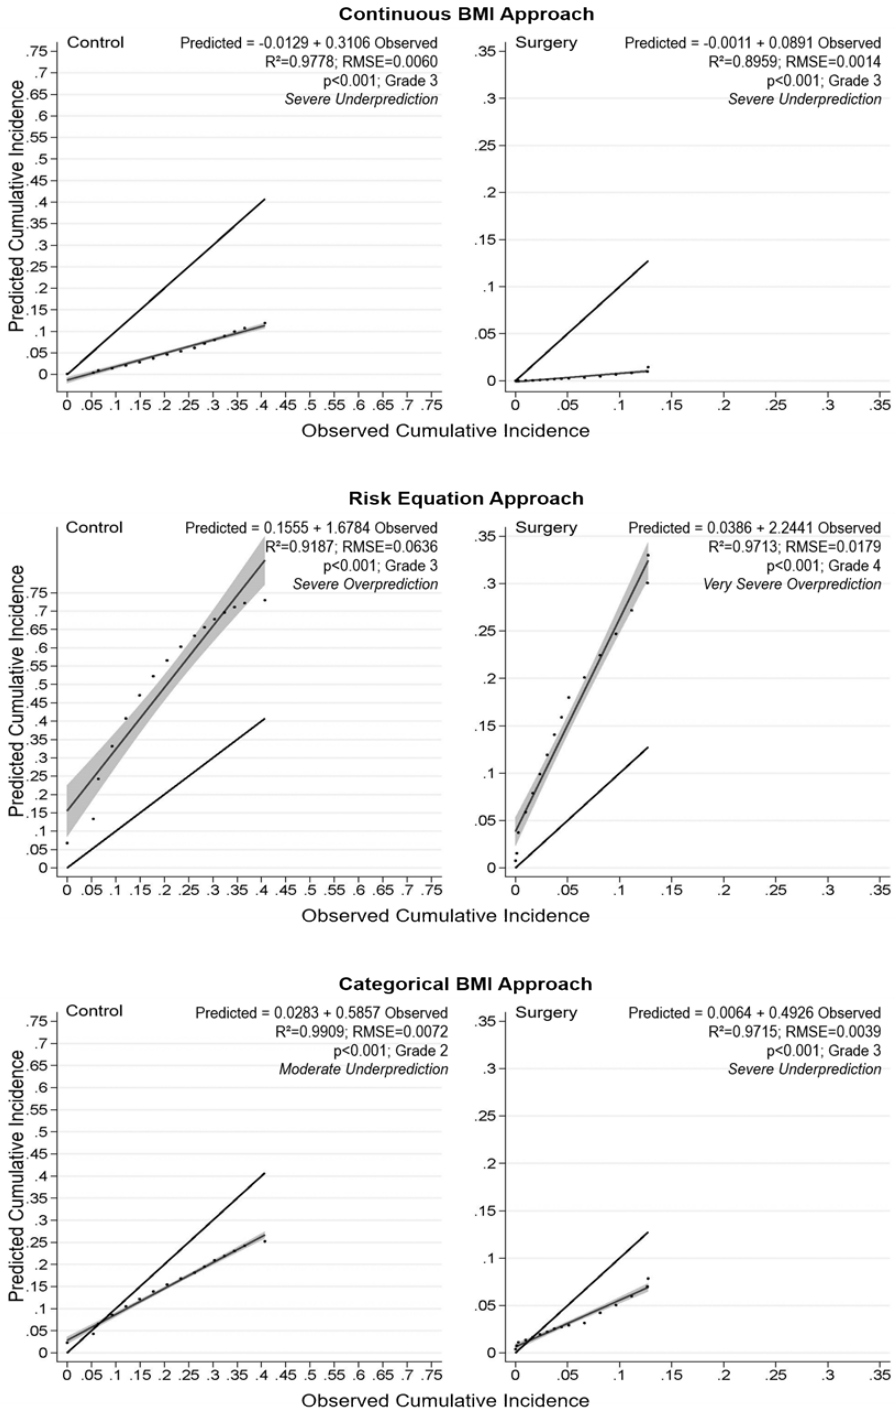 Continuous BMI Approach
Control
Predicted = -0.0129 + 0.3106 Observed
R²=0.9778; RMSE=0.0060
p<0.001; Grade 3
Severe Underprediction
.75
.7
.65
.6
.55
.5
.45
.4
.35
.3
.25
.2
.15
.1
.05
0
Predicted Cumulative Incidence
0 .05 .1 .15 .2 .25 .3 .35 .4 .45 .5 .55 .6 .65 .7 .75
Surgery
Predicted = -0.0011 + 0.0891 Observed
R²=0.8959; RMSE=0.0014
p<0.001; Grade 3
Severe Underprediction
.35
.3
.25
.2
.15
.1
.05
0
0 .05 .1 .15 .2 .25 .3 .35
Observed Cumulative Incidence
Risk Equation Approach
Control
Predicted = 0.1555 + 1.6784 Observed
R²=0.9187; RMSE=0.0636
p<0.001; Grade 3
Severe Overprediction
.75
.7
.65
.6
.55
.5
.45
.4
.35
.3
.25
.2
.15
.1
.05
0
Predicted Cumulative Incidence
0 .05 .1 .15 .2 .25 .3 .35 .4 .45 .5 .55 .6 .65 .7 .75
Surgery
Predicted = 0.0386 + 2.2441 Observed
R²=0.9713; RMSE=0.0179
p<0.001; Grade 4
Very Severe Overprediction
.35
.3
.25
.2
.15
.1
.05
0
0 .05 .1 .15 .2 .25 .3 .35
Observed Cumulative Incidence
Categorical BMI Approach
Control
Predicted = 0.0283 + 0.5857 Observed
R²=0.9909; RMSE=0.0072
p<0.001; Grade 2
Moderate Underprediction
.75
.7
.65
.6
.55
.5
.45
.4
.35
.3
.25
.2
.15
.1
.05
0
Predicted Cumulative Incidence
0 .05 .1 .15 .2 .25 .3 .35 .4 .45 .5 .55 .6 .65 .7 .75
Surgery
Predicted = 0.0064 + 0.4926 Observed
R²=0.9715; RMSE=0.0039
p<0.001; Grade 3
Severe Underprediction
.35
.3
.25
.2
.15
.1
.05
0
0 .05 .1 .15 .2 .25 .3 .35
Observed Cumulative Incidence